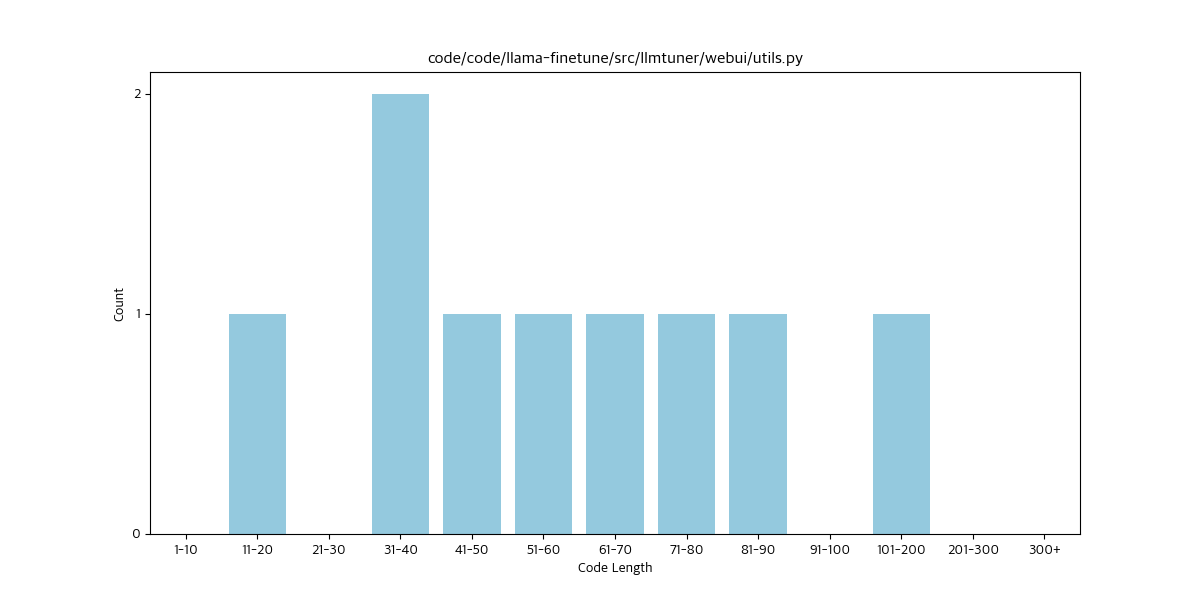 code/code/llama-finetune/src/llmtuner/webui/utils.py
2
1
0
Count
1-10 11-20 21-30 31-40 41-50 51-60 61-70 71-80 81-90 91-100 101-200 201-300 300+
Code Length